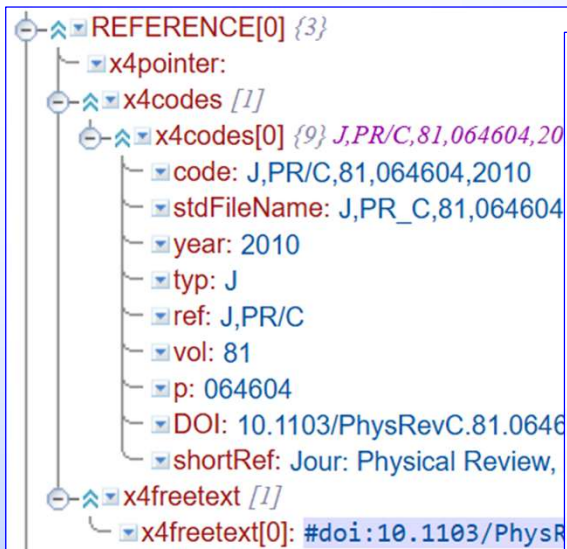 REFERENCE[0] {3}
x4pointer:
x4codes [1]
x4codes[0] {9} J,PR/C,81,064604,20
code: J,PR/C,81,064604,2010
stdFileName: J,PR_C,81,064604
year: 2010
typ: J
ref: J,PR/C
vol: 81
p: 064604
DOI: 10.1103/PhysRevC.81.0646
shortRef: Jour: Physical Review,
x4freetext [1]
x4freetext[0]: #doi:10.1103/PhysR